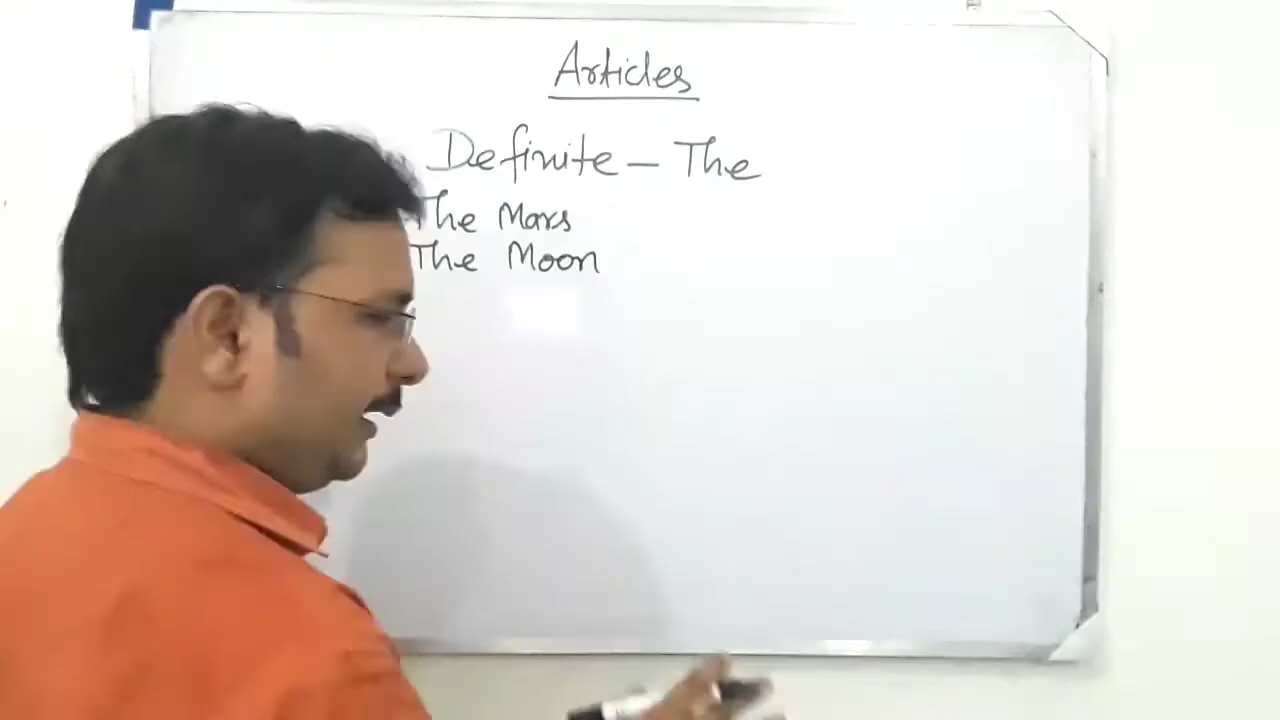 Articles
Definite - The
The Mars
The Moon